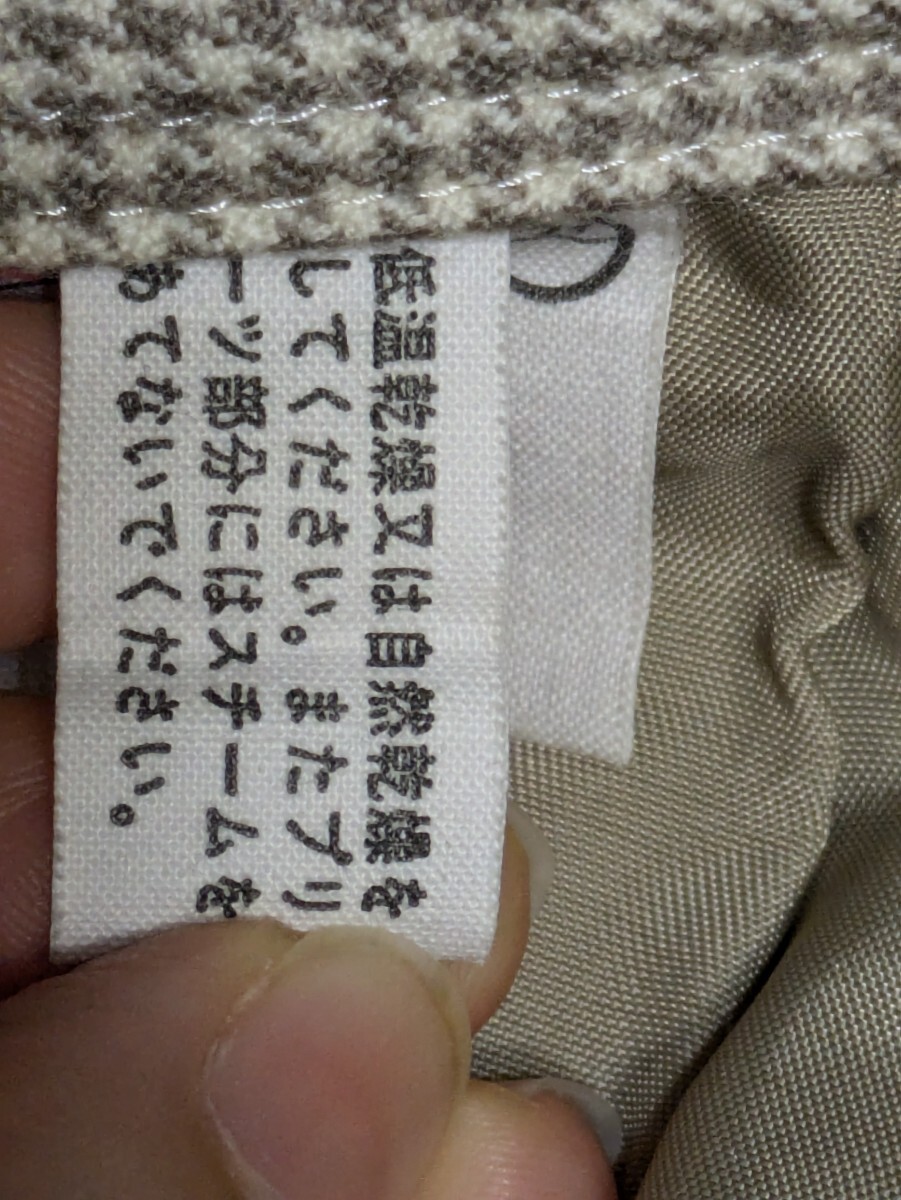 低温乾燥又は自然乾燥を
してください。またプリ
ーツ部分にはスチームを
あてないでください。